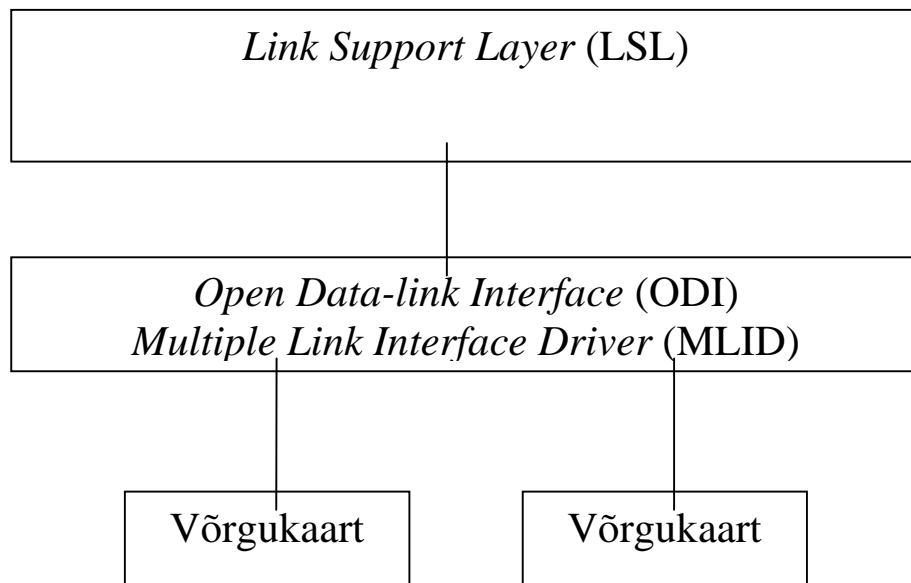 Link Support Layer (LSL)
Open Data-link Interface (ODI)
Multiple Link Interface Driver (MLID)
Võrgukaart
Võrgukaart